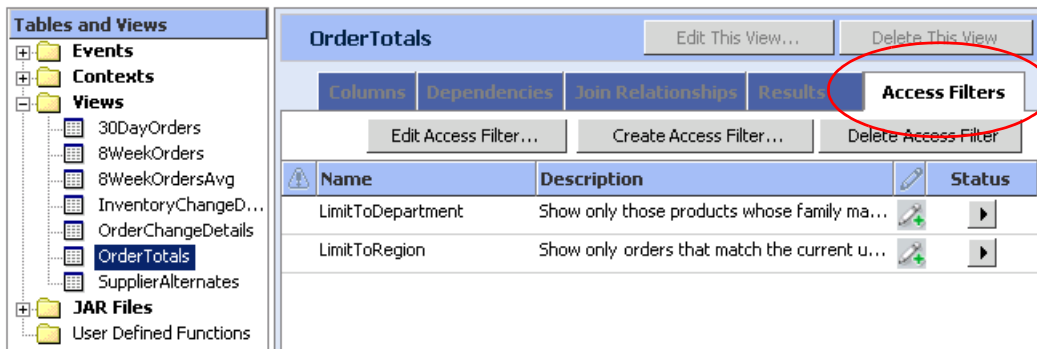 Tables and Views
Events
Contexts
Views
30DayOrders
8WeekOrders
8WeekOrdersAvg
InventoryChangeD...
OrderChangeDetails
OrderTotals
SupplierAlternates
JAR Files
User Defined Functions
OrderTotals Edit This View... Delete This View
Columns Dependencies Join Relationships Results Access Filters
Edit Access Filter... Create Access Filter... Delete Access Filter
Name Description Status
LimitToDepartment Show only those products whose family ma...
LimitToRegion Show only orders that match the current u...